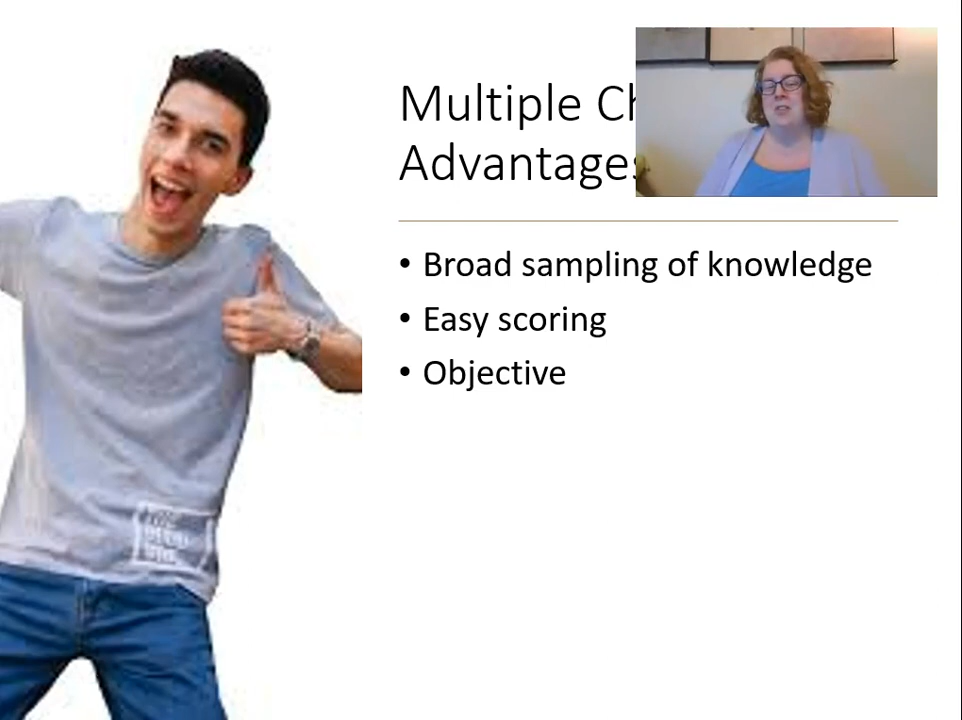 Multiple Ch
Advantages
• Broad sampling of knowledge
• Easy scoring
• Objective